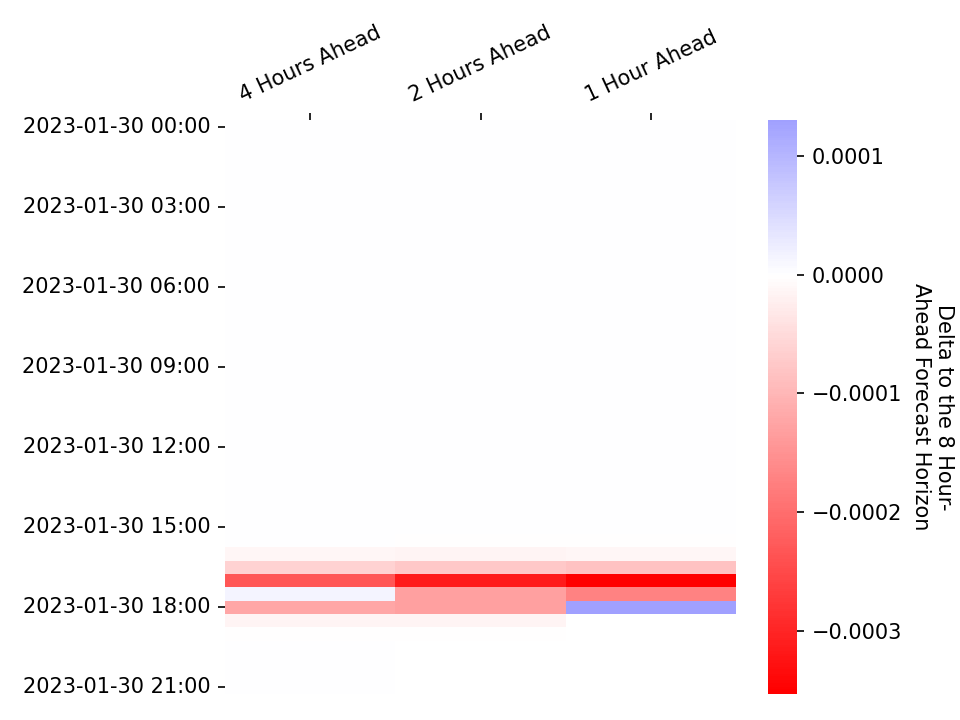 4 Hours Ahead
2 Hours Ahead
1 Hour Ahead
2023-01-30 00:00
2023-01-30 03:00
2023-01-30 06:00
2023-01-30 09:00
2023-01-30 12:00
2023-01-30 15:00
2023-01-30 18:00
2023-01-30 21:00
0.0001
0.0000
−0.0001
−0.0002
−0.0003
Delta to the 8 Hour-
Ahead Forecast Horizon